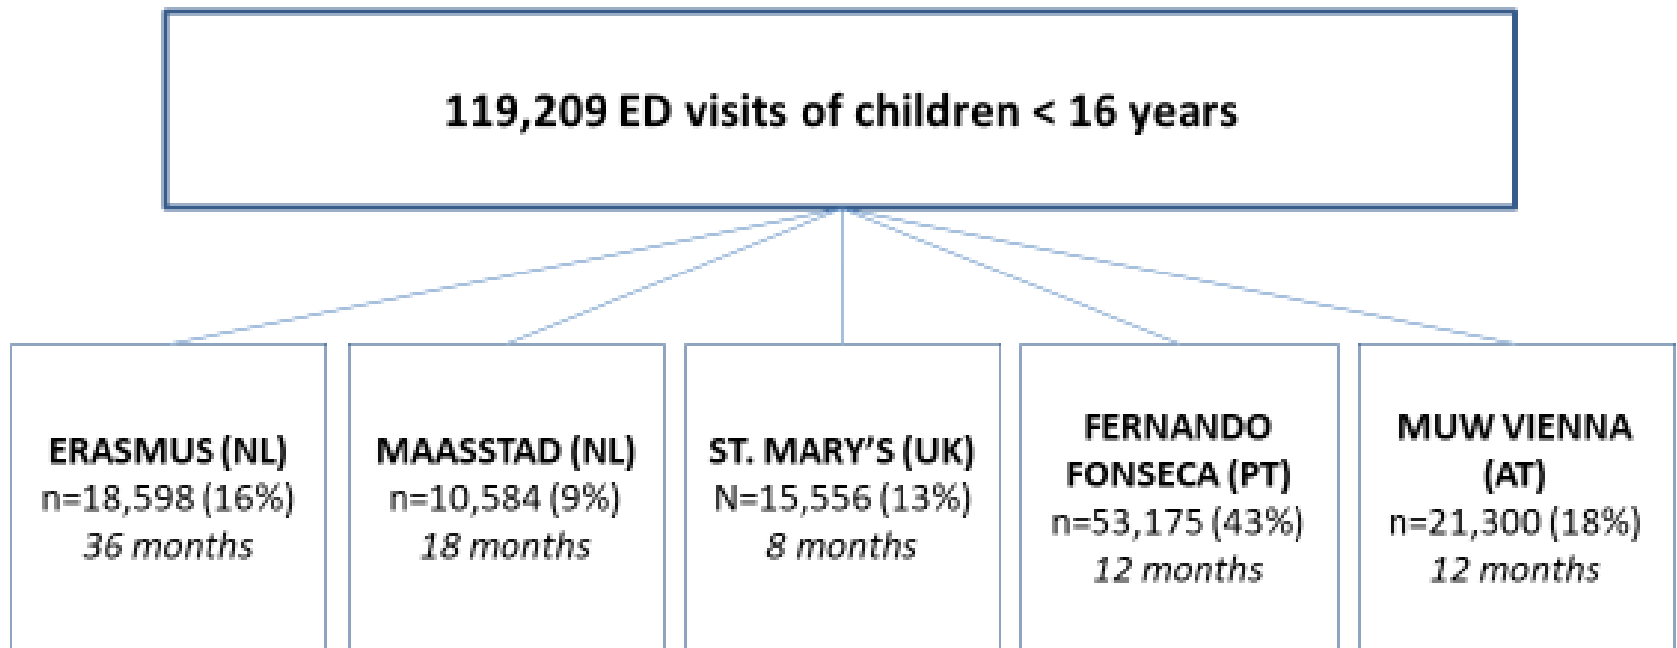 119,209 ED visits of children < 16 years
ERASMUS (NL)
n=18,598 (16%)
36 months
MAASSTAD (NL)
n=10,584 (9%)
18 months
ST. MARY'S (UK)
N=15,556 (13%)
8 months
FERNANDO
FONSECA (PT)
n=53,175 (43%)
12 months
MUW VIENNA
(AT)
n=21,300 (18%)
12 months